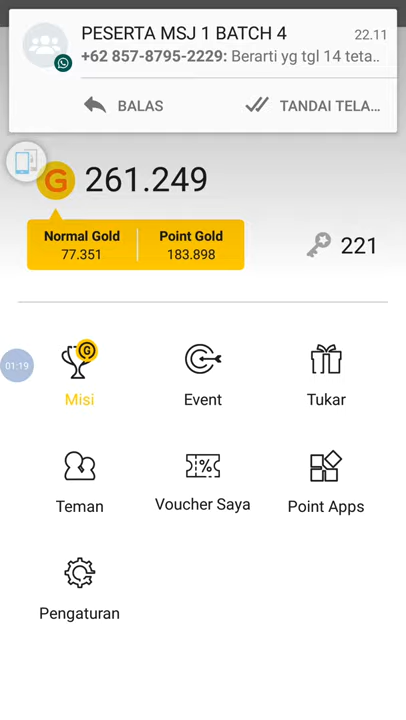 PESERTA MSJ 1 BATCH 4 22.11
+62 857-8795-2229: Berarti yg tgl 14 teta..
BALAS TANDAI TELA...
G 261.249
Normal Gold Point Gold
77.351 183.898
221
01:19
G
Misi Event Tukar
%
Teman Voucher Saya Point Apps
Pengaturan